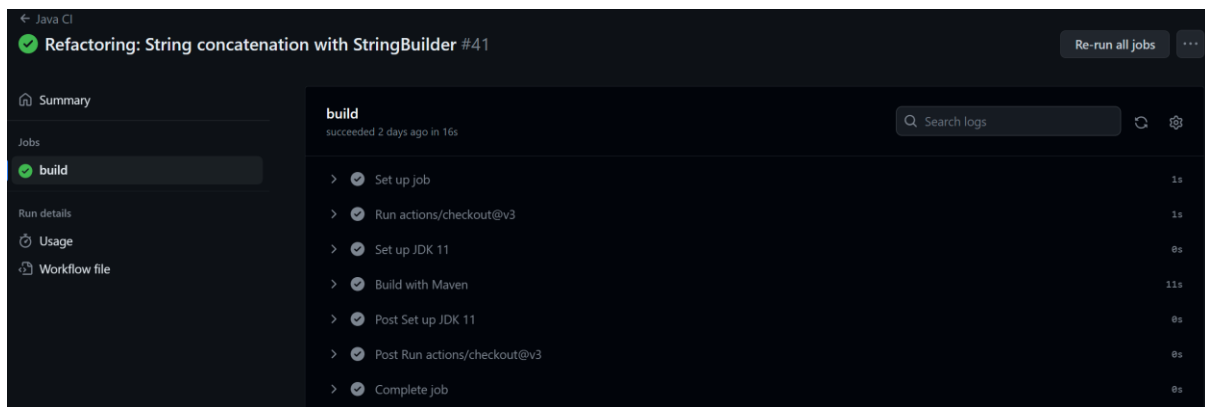 ← Java CI
Refactoring: String concatenation with StringBuilder #41
Re-run all jobs
...
Summary
Jobs
build
Run details
Usage
Workflow file
build
succeeded 2 days ago in 16s
Search logs
Set up job 1s
Run actions/checkout@v3 1s
Set up JDK 11 0s
Build with Maven 11s
Post Set up JDK 11 0s
Post Run actions/checkout@v3 0s
Complete job 0s